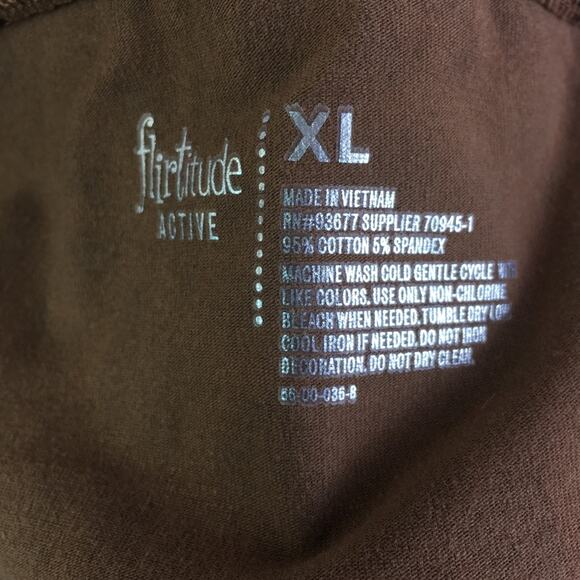 flirtitude
ACTIVE
XL
MADE IN VIETNAM
RN#93677 SUPPLIER 70945-1
95% COTTON 5% SPANDEX
MACHINE WASH COLD GENTLE CYCLE WITH
LIKE COLORS. USE ONLY NON-CHLORINE
BLEACH WHEN NEEDED. TUMBLE DRY LOW.
COOL IRON IF NEEDED. DO NOT IRON
DECORATION. DO NOT DRY CLEAN.
56-00-036-B